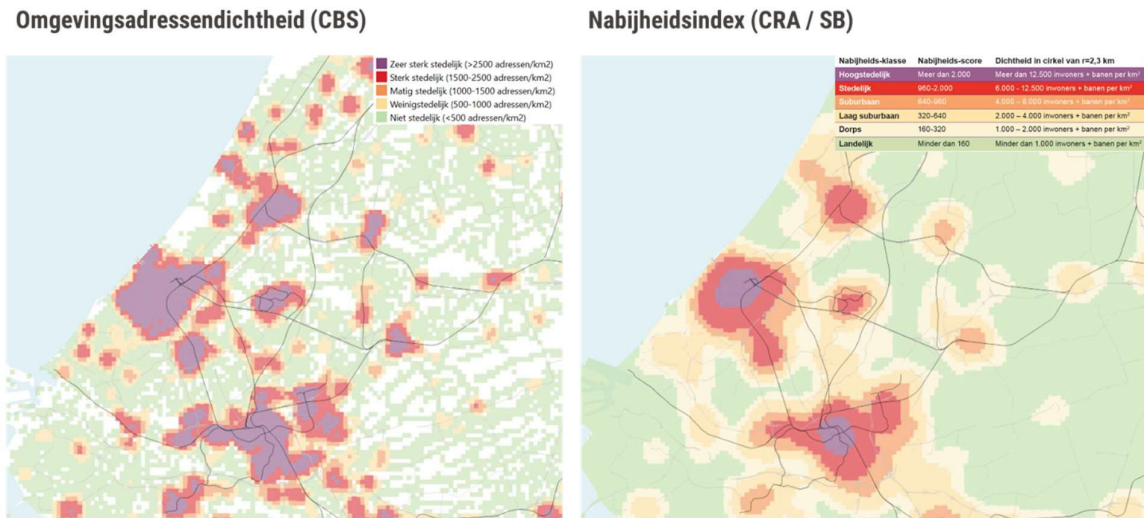 Omgevingsadressendichtheid (CBS)
Zeer sterk stedelijk (>2500 adressen/km2)
Sterk stedelijk (1500-2500 adressen/km2)
Matig stedelijk (1000-1500 adressen/km2)
Weinigstedelijk (500-1000 adressen/km2)
Niet stedelijk (<500 adressen/km2)
Nabijheidsindex (CRA / SB)
Nabijheids-klasse Nabijheids-score Dichtheid in cirkel van r=2,3 km
Hoogstedelijk Meer dan 2.000 Meer dan 12.500 inwoners + banen per km²
Stedelijk 960-2.000 6.000 - 12.500 inwoners + banen per km²
Suburbaan 640-960 4.000 – 6.000 inwoners + banen per km²
Laag suburbaan 320-640 2.000 – 4.000 inwoners + banen per km²
Dorps 160-320 1.000 – 2.000 inwoners + banen per km²
Landelijk Minder dan 160 Minder dan 1.000 inwoners + banen per km²